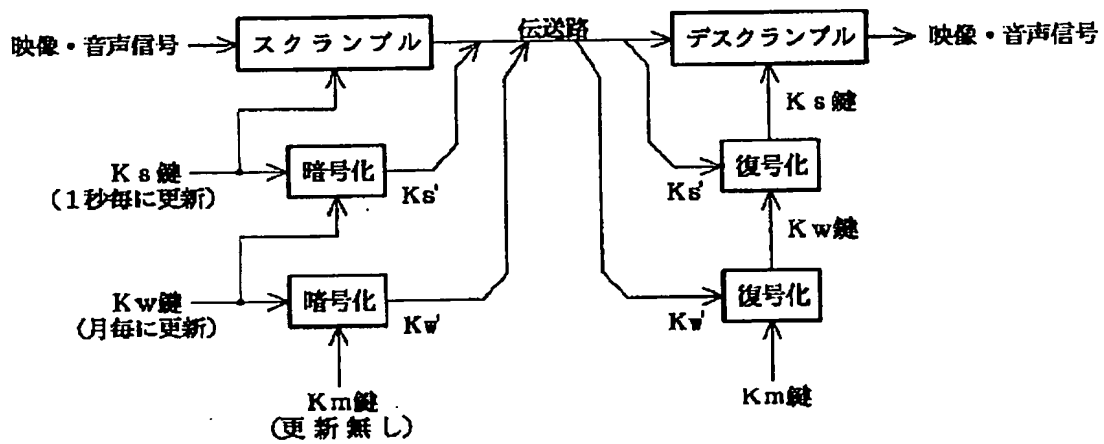 映像・音声信号
スクランブル
伝送路
デスクランブル
映像・音声信号
Ks鍵
Ks鍵
(1秒毎に更新)
暗号化
Ks'
Ks'
復号化
Kw鍵
Kw鍵
(月毎に更新)
暗号化
Kw'
Kw'
復号化
Km鍵
(更新無し)
Km鍵